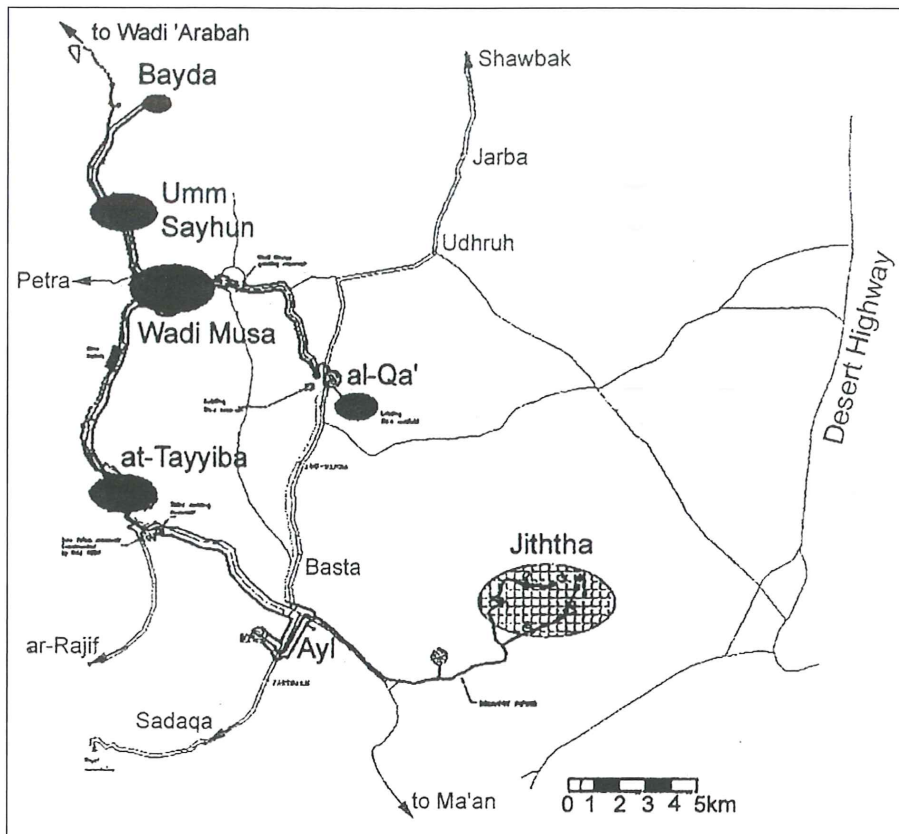 to Wadi 'Arabah
Bayda
Shawbak
Jarba
Umm
Sayhun
Udhruh
Petra
Wadi Musa
al-Qa'
Desert Highway
at-Tayyiba
Basta
Jiththa
ar-Rajif
Ayl
Sadaqa
to Ma'an
0 1 2 3 4 5km